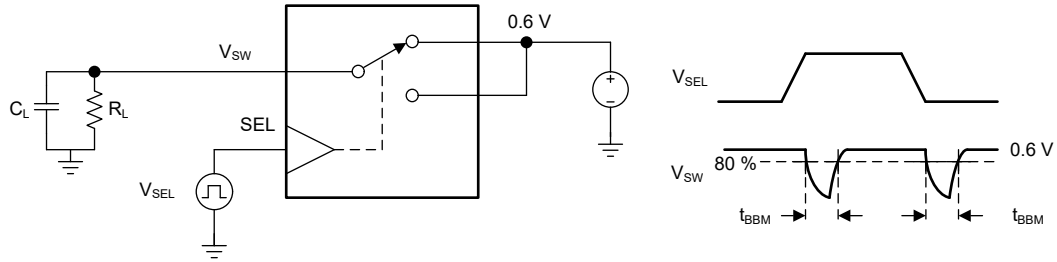 0.6 V
V_SW
C_L
R_L
SEL
V_SEL
+
−
V_SEL
V_SW
80 %
0.6 V
t_BBM
t_BBM